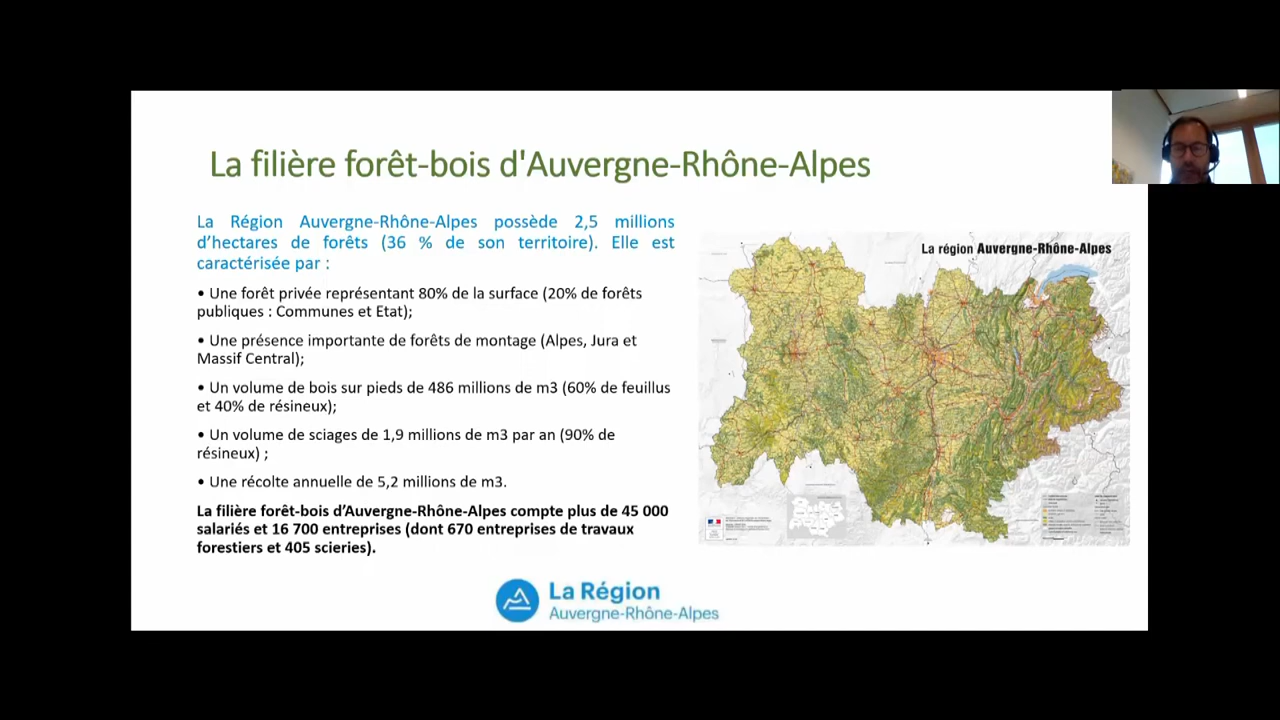 La filière forêt-bois d'Auvergne-Rhône-Alpes
La Région Auvergne-Rhône-Alpes possède 2,5 millions
d’hectares de forêts (36 % de son territoire). Elle est
caractérisée par :
• Une forêt privée représentant 80% de la surface (20% de forêts
publiques : Communes et Etat);
• Une présence importante de forêts de montage (Alpes, Jura et
Massif Central);
• Un volume de bois sur pieds de 486 millions de m3 (60% de feuillus
et 40% de résineux);
• Un volume de sciages de 1,9 millions de m3 par an (90% de
résineux) ;
• Une récolte annuelle de 5,2 millions de m3.
La filière forêt-bois d’Auvergne-Rhône-Alpes compte plus de 45 000
salariés et 16 700 entreprises (dont 670 entreprises de travaux
forestiers et 405 scieries).
La région Auvergne-Rhône-Alpes
La Région
Auvergne-Rhône-Alpes